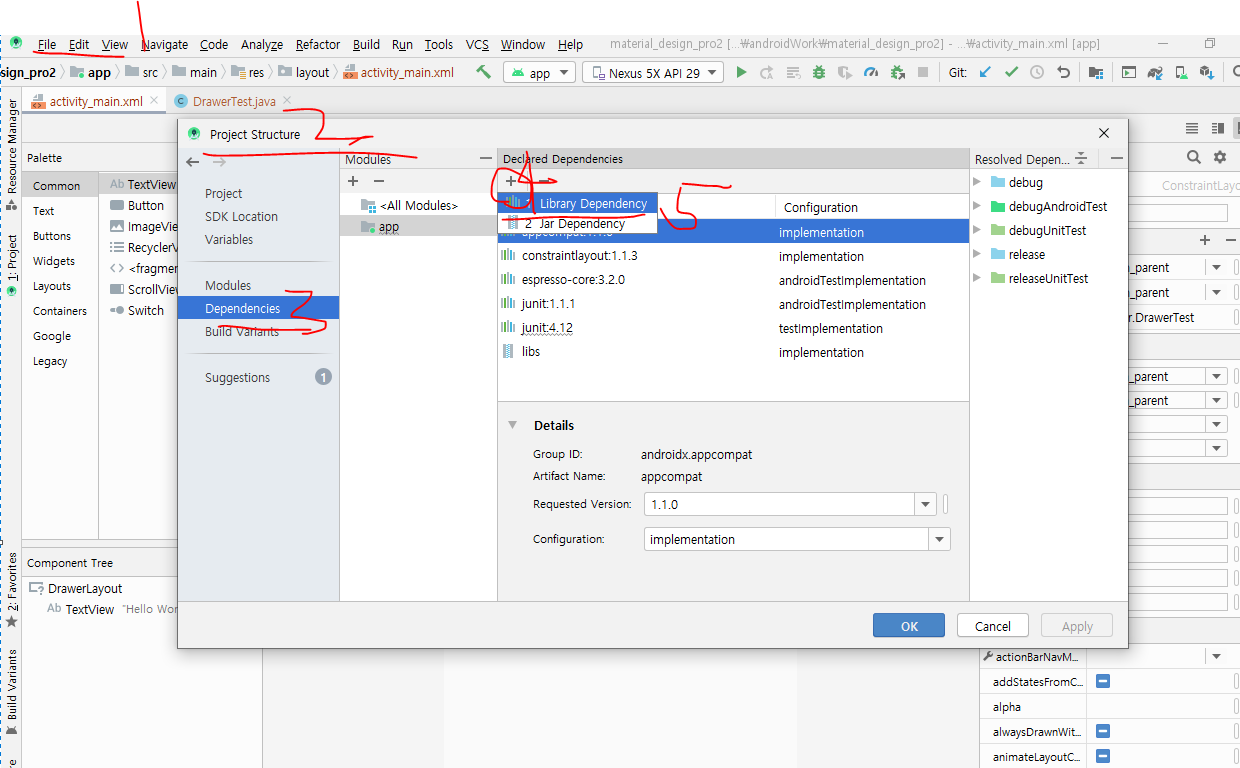 1
File Edit View Navigate Code Analyze Refactor Build Run Tools VCS Window Help material_design_pro2 [...₩androidWork₩material_design_pro2] - ...₩activity_main.xml [app]
sign_pro2 app src main res layout activity_main.xml app Nexus 5X API 29 Git:
activity_main.xml DrawerTest.java
Resource Manager
1: Project
2: Favorites
Build Variants
Palette
Common
Text
Buttons
Widgets
Layouts
Containers
Google
Legacy
Ab TextView
Button
ImageVie
RecyclerV
<fragmen
ScrollVie
Switch
Component Tree
DrawerLayout
Ab TextView "Hello Wor
Project Structure 2
Project
SDK Location
Variables
Modules
Dependencies 3
Build Variants
Suggestions 1
Modules
<All Modules>
app
Declared Dependencies
4
1 Library Dependency 5
2 Jar Dependency
Configuration
appcompat:1.1.0 implementation
constraintlayout:1.1.3 implementation
espresso-core:3.2.0 androidTestImplementation
junit:1.1.1 androidTestImplementation
junit:4.12 testImplementation
libs implementation
Details
Group ID: androidx.appcompat
Artifact Name: appcompat
Requested Version: 1.1.0
Configuration: implementation
Resolved Depen...
debug
debugAndroidTest
debugUnitTest
release
releaseUnitTest
OK Cancel Apply
ConstraintLayo
_parent
_parent
r.DrawerTest
_parent
_parent
actionBarNavM...
addStatesFromC...
alpha
alwaysDrawnWit...
animateLayoutC...